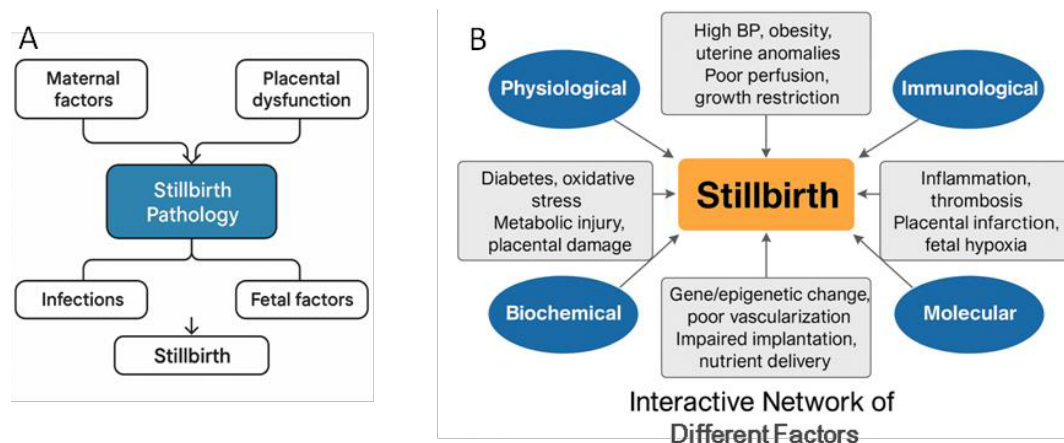 A
Maternal
factors
Placental
dysfunction
Stillbirth
Pathology
Infections
Fetal factors
Stillbirth
B
Physiological
High BP, obesity,
uterine anomalies
Poor perfusion,
growth restriction
Immunological
Diabetes, oxidative
stress
Metabolic injury,
placental damage
Stillbirth
Inflammation,
thrombosis
Placental infarction,
fetal hypoxia
Biochemical
Gene/epigenetic change,
poor vascularization
Impaired implantation,
nutrient delivery
Molecular
Interactive Network of
Different Factors